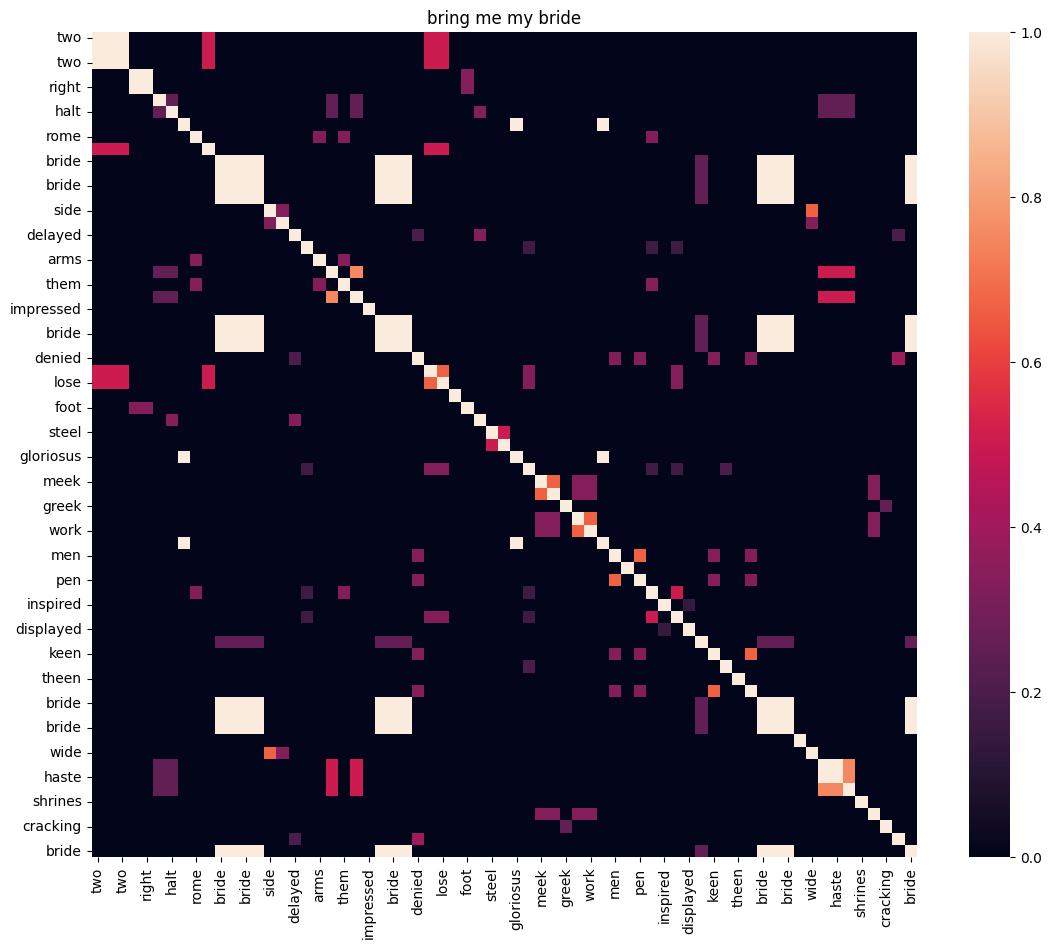 bring me my bride
two
two
right
halt
rome
bride
bride
side
delayed
arms
them
impressed
bride
denied
lose
foot
steel
gloriosus
meek
greek
work
men
pen
inspired
displayed
keen
theen
bride
bride
wide
haste
shrines
cracking
bride
1.0
0.8
0.6
0.4
0.2
0.0
two
two
right
halt
rome
bride
bride
side
delayed
arms
them
impressed
bride
denied
lose
foot
steel
gloriosus
meek
greek
work
men
pen
inspired
displayed
keen
theen
bride
bride
wide
haste
shrines
cracking
bride